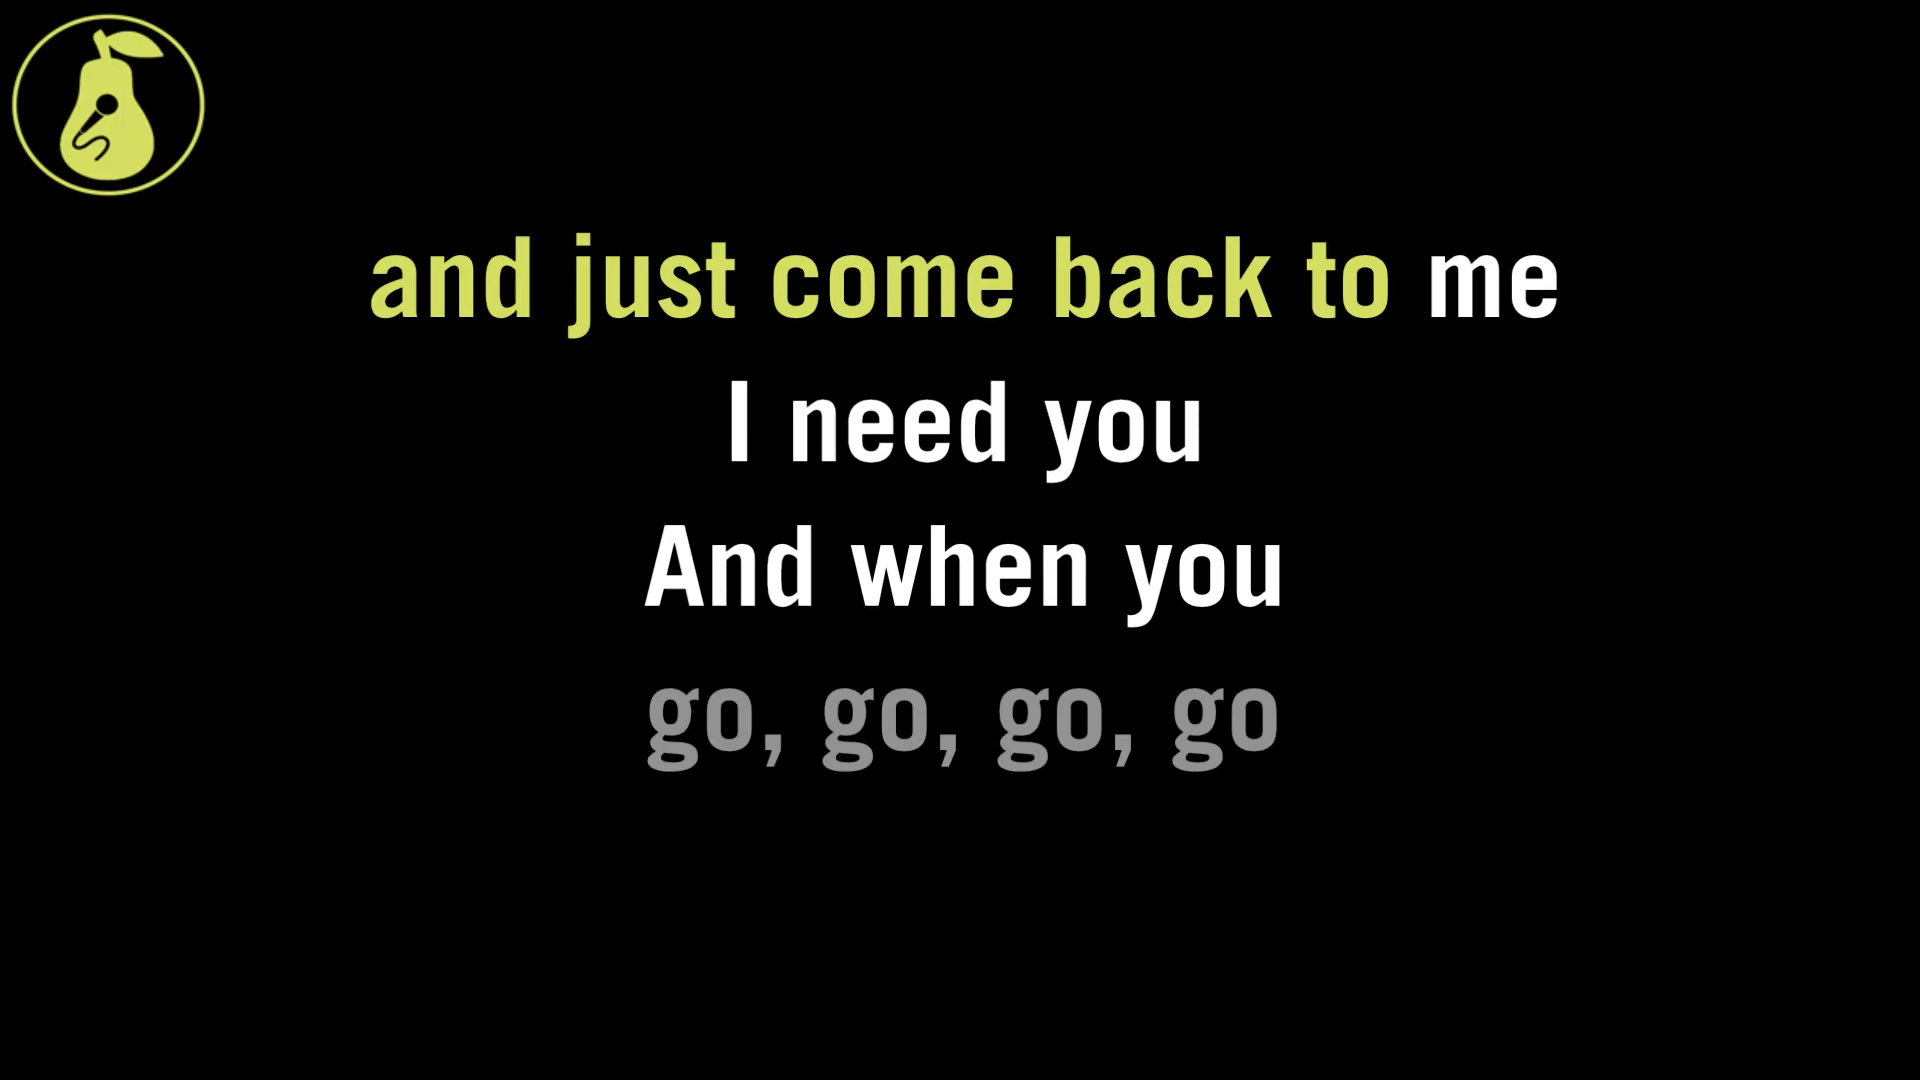 and just come back to me
I need you
And when you
go, go, go, go